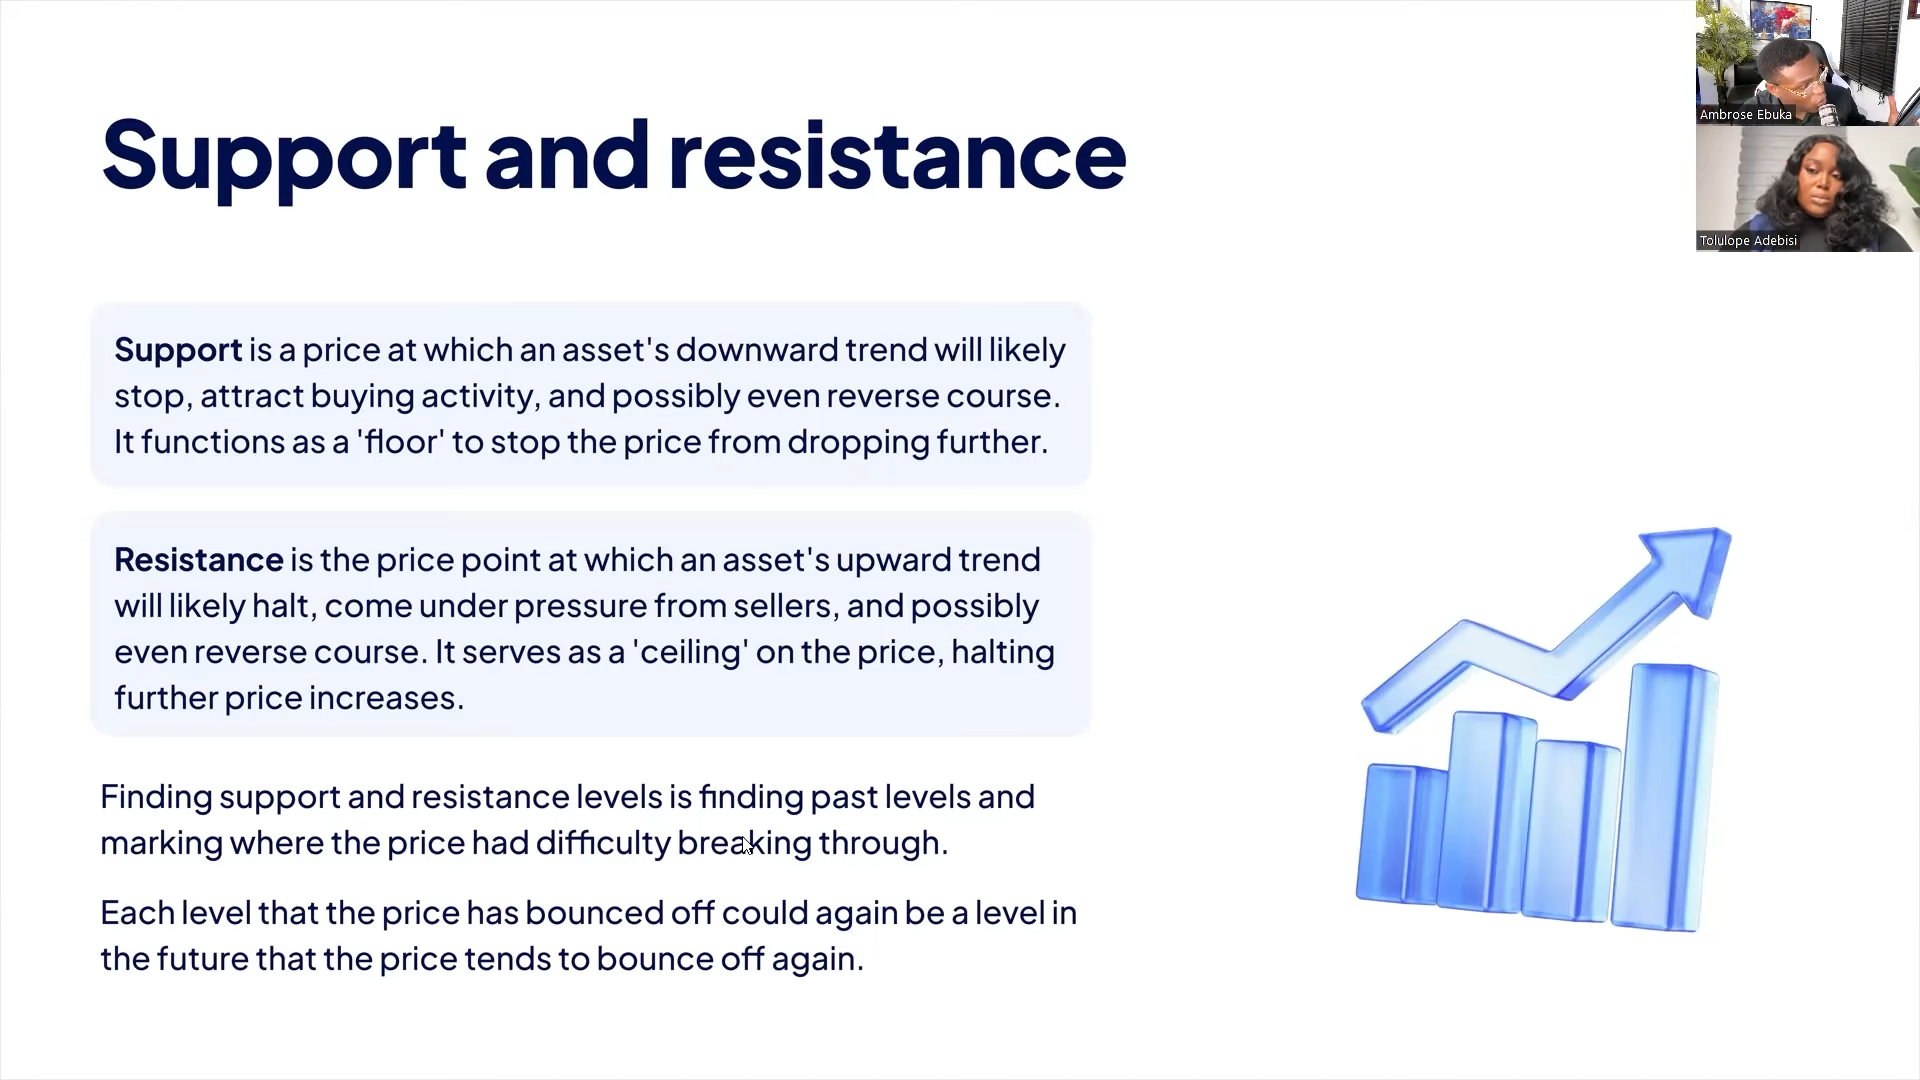 Support and resistance
Ambrose Ebuka
Tolulope Adebisi
Support is a price at which an asset's downward trend will likely
stop, attract buying activity, and possibly even reverse course.
It functions as a 'floor' to stop the price from dropping further.
Resistance is the price point at which an asset's upward trend
will likely halt, come under pressure from sellers, and possibly
even reverse course. It serves as a 'ceiling' on the price, halting
further price increases.
Finding support and resistance levels is finding past levels and
marking where the price had difficulty breaking through.
Each level that the price has bounced off could again be a level in
the future that the price tends to bounce off again.